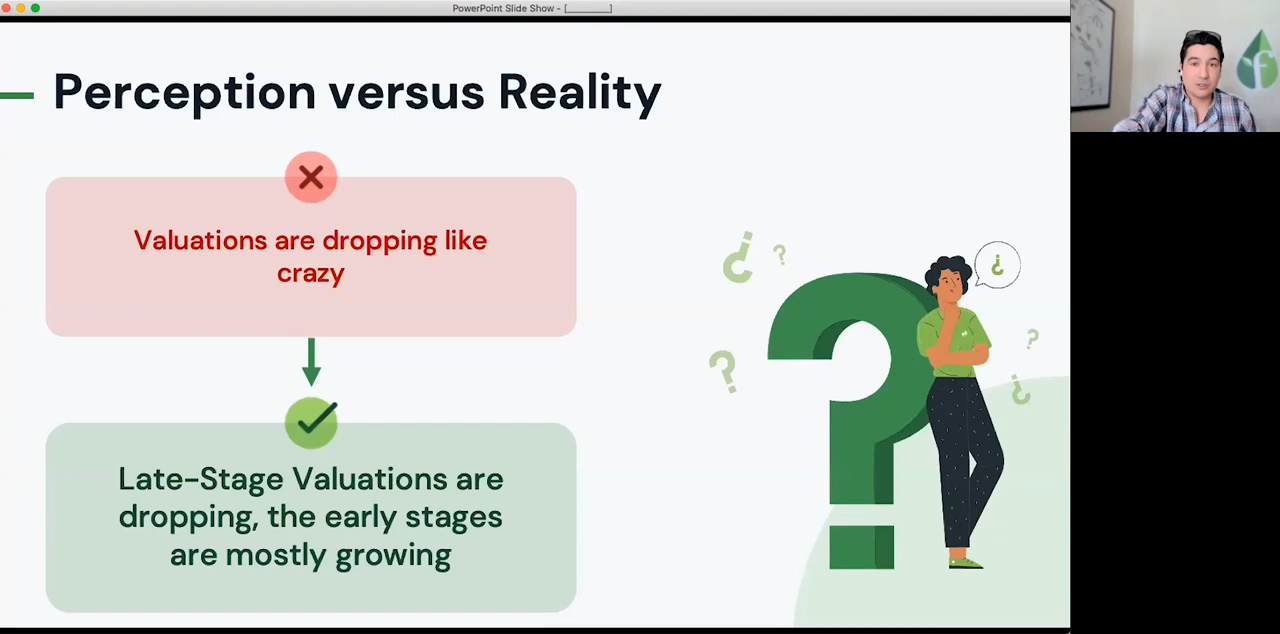 PowerPoint Slide Show - [_______]
Perception versus Reality
Valuations are dropping like
crazy
Late-Stage Valuations are
dropping, the early stages
are mostly growing